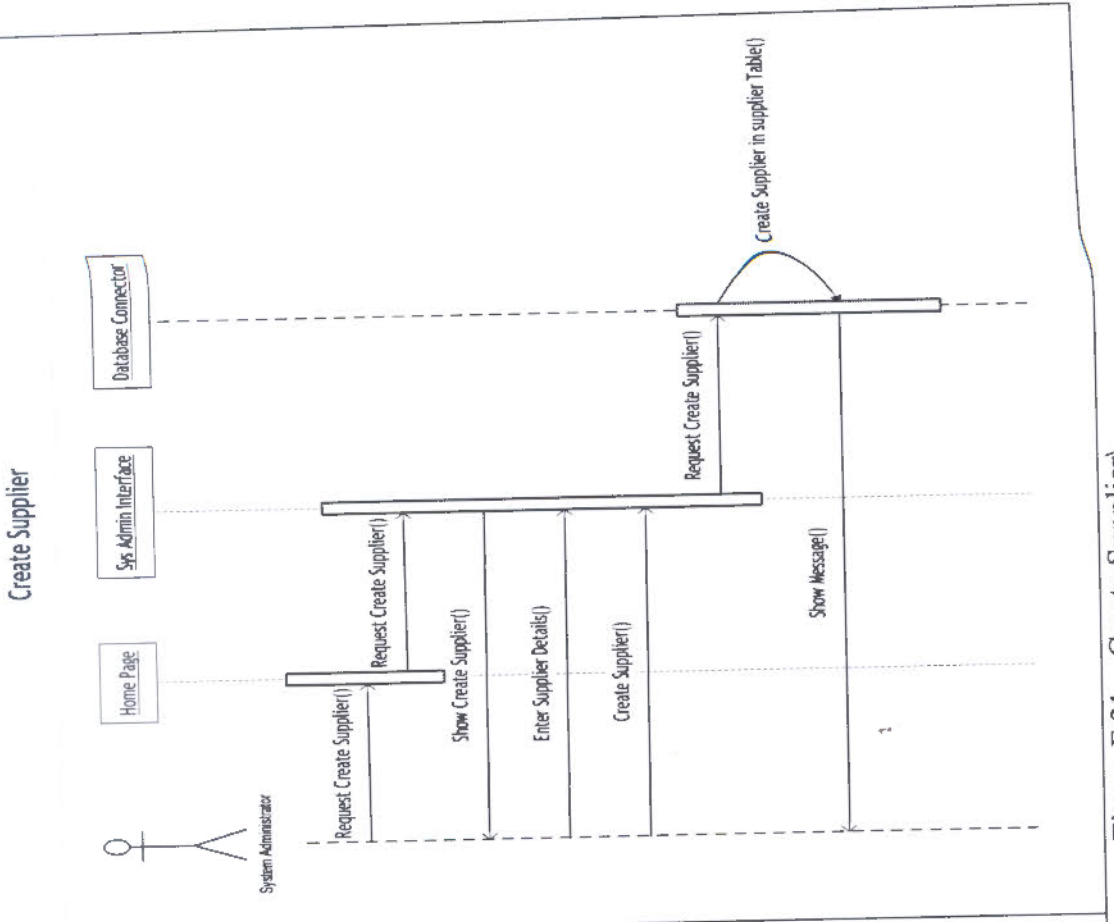 Create Supplier
System Administrator
Home Page
Sys Admin Interface
Database Connector
Request Create Supplier()
Request Create Supplier()
Show Create Supplier()
Enter Supplier Details()
Create Supplier()
Request Create Supplier()
Create Supplier in supplier Table()
Show Message()